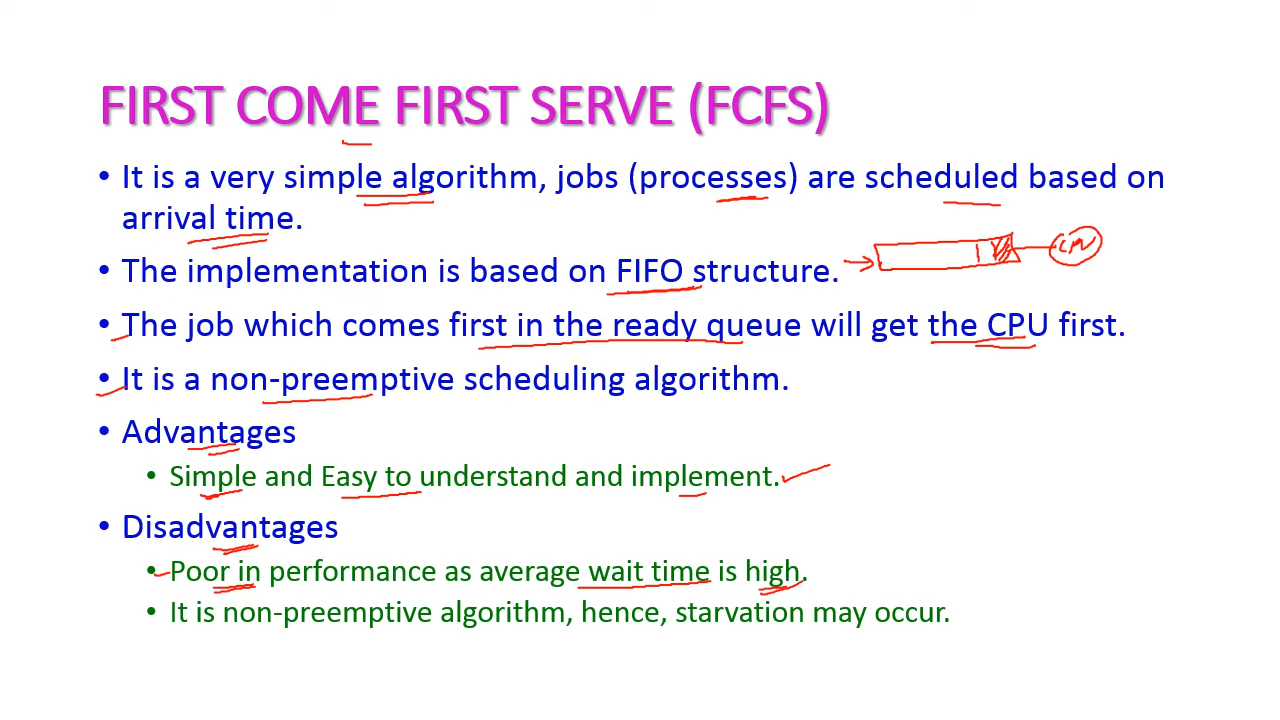 FIRST COME FIRST SERVE (FCFS)
• It is a very simple algorithm, jobs (processes) are scheduled based on
arrival time.
• The implementation is based on FIFO structure.
CPU
• The job which comes first in the ready queue will get the CPU first.
• It is a non-preemptive scheduling algorithm.
• Advantages
• Simple and Easy to understand and implement.
• Disadvantages
• Poor in performance as average wait time is high.
• It is non-preemptive algorithm, hence, starvation may occur.